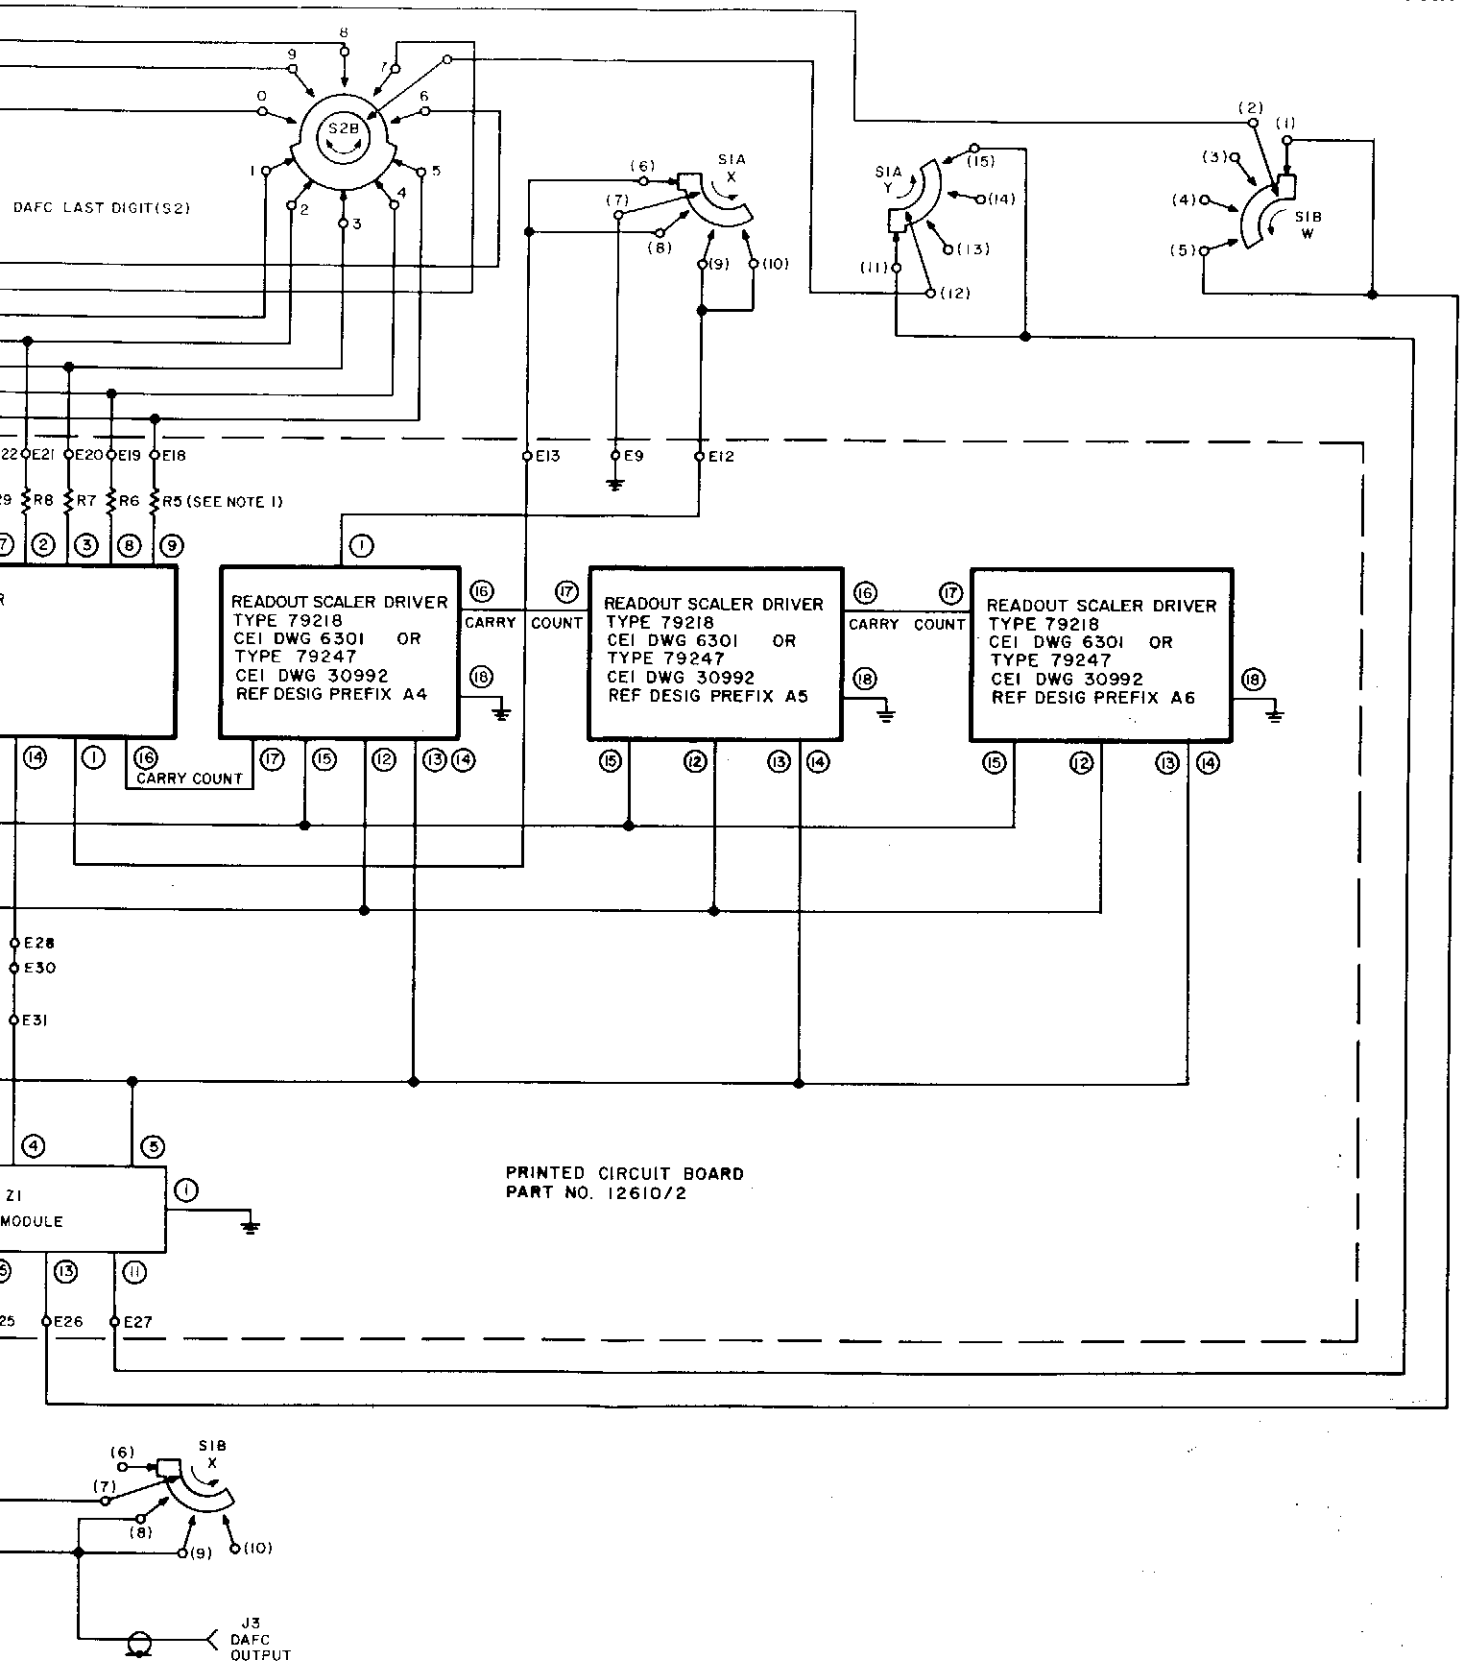 8
9
7
0
6
S2B
1
5
2
4
3
DAFC LAST DIGIT(S2)
(6)
S1A
X
(7)
(8)
(9)
(10)
S1A
Y
(15)
(14)
(13)
(11)
(12)
(2)
(1)
(3)
(4)
S1B
W
(5)
22
E21
E20
E19
E18
E13
E9
E12
R8
R7
R6
R5 (SEE NOTE 1)
7
2
3
8
9
1
READOUT SCALER DRIVER
TYPE 79218
CEI DWG 6301 OR
TYPE 79247
CEI DWG 30992
REF DESIG PREFIX A4
16
17
CARRY COUNT
18
READOUT SCALER DRIVER
TYPE 79218
CEI DWG 6301 OR
TYPE 79247
CEI DWG 30992
REF DESIG PREFIX A5
16
17
CARRY COUNT
18
READOUT SCALER DRIVER
TYPE 79218
CEI DWG 6301 OR
TYPE 79247
CEI DWG 30992
REF DESIG PREFIX A6
18
14
1
16
CARRY COUNT
17
15
12
13 14
15
12
13 14
15
12
13 14
E28
E30
E31
4
5
Z1
MODULE
1
13
11
25
E26
E27
PRINTED CIRCUIT BOARD
PART NO. 12610/2
(6)
S1B
X
(7)
(8)
(9)
(10)
J3
DAFC
OUTPUT